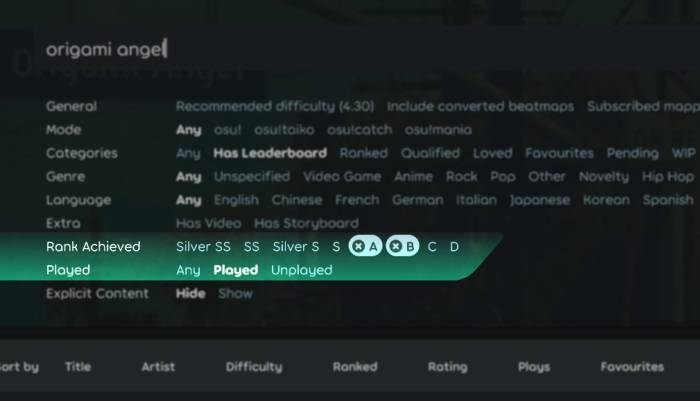 origami angel
General Recommended difficulty (4.30) Include converted beatmaps Subscribed mapp
Mode Any osu! osu!taiko osu!catch osu!mania
Categories Any Has Leaderboard Ranked Qualified Loved Favourites Pending WIP
Genre Any Unspecified Video Game Anime Rock Pop Other Novelty Hip Hop
Language Any English Chinese French German Italian Japanese Korean Spanish
Extra Has Video Has Storyboard
Rank Achieved Silver SS SS Silver S S A B C D
Played Any Played Unplayed
Explicit Content Hide Show
Sort by Title Artist Difficulty Ranked Rating Plays Favourites